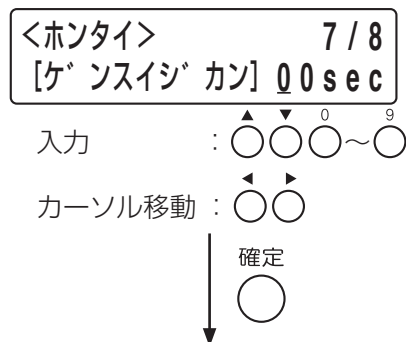 <ホンタイ> 7/8
[ゲンスイジカン] 00sec
▲ ▼ 0 9
入力 : ～
◀ ▶
カーソル移動 :
確定